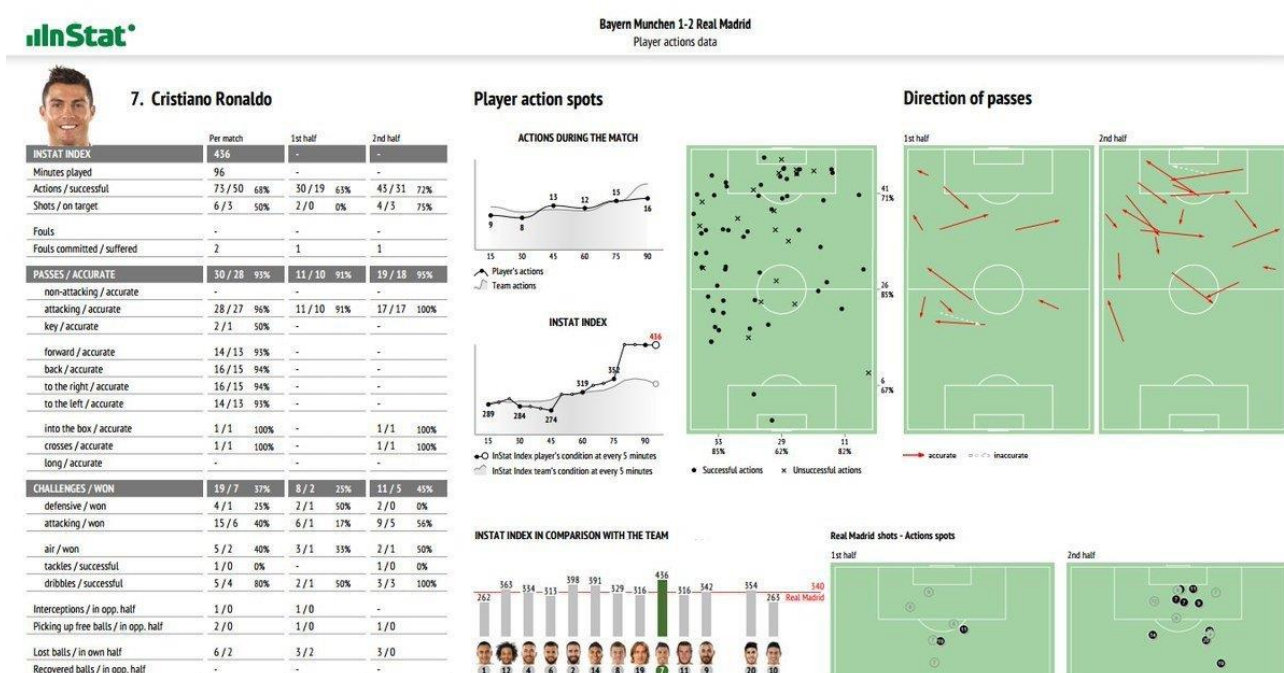 InStat
Bayern Munchen 1-2 Real Madrid
Player actions data
7. Cristiano Ronaldo
Per match 1st half 2nd half
INSTAT INDEX 436 - -
Minutes played 96 - -
Actions / successful 73/50 68% 30/19 63% 43/31 72%
Shots / on target 6/3 50% 2/0 0% 4/3 75%
Fouls - - -
Fouls committed / suffered 2 1 1
PASSES / ACCURATE 30/28 93% 11/10 91% 19/18 95%
non-attacking / accurate - - -
attacking / accurate 28/27 96% 11/10 91% 17/17 100%
key / accurate 2/1 50% - -
forward / accurate 14/13 93% - -
back / accurate 16/15 94% - -
to the right / accurate 16/15 94% - -
to the left / accurate 14/13 93% - -
into the box / accurate 1/1 100% - 1/1 100%
crosses / accurate 1/1 100% - 1/1 100%
long / accurate - - -
CHALLENGES / WON 19/7 37% 8/2 25% 11/5 45%
defensive / won 4/1 25% 2/1 50% 2/0 0%
attacking / won 15/6 40% 6/1 17% 9/5 56%
air / won 5/2 40% 3/1 33% 2/1 50%
tackles / successful 1/0 0% - 1/0 0%
dribbles / successful 5/4 80% 2/1 50% 3/3 100%
Interceptions / in opp. half 1/0 1/0 -
Picking up free balls / in opp. half 2/0 1/0 1/0
Lost balls / in own half 6/2 3/2 3/0
Recovered balls / in opp. half - - -
Player action spots
ACTIONS DURING THE MATCH
9 8 13 12 15 16
15 30 45 60 75 90
Player's actions
Team actions
INSTAT INDEX
289 284 274 319 352 436
15 30 45 60 75 90
InStat Index player's condition at every 5 minutes
InStat Index team's condition at every 5 minutes
41
71%
26
85%
6
67%
33 29 11
85% 62% 82%
Successful actions × Unsuccessful actions
Direction of passes
1st half 2nd half
accurate inaccurate
INSTAT INDEX IN COMPARISON WITH THE TEAM
262 363 334 313 398 391 329 316 436 316 342 354 263
340
Real Madrid
1 12 4 6 2 14 8 19 7 11 9 20 10
Real Madrid shots - Actions spots
1st half 2nd half